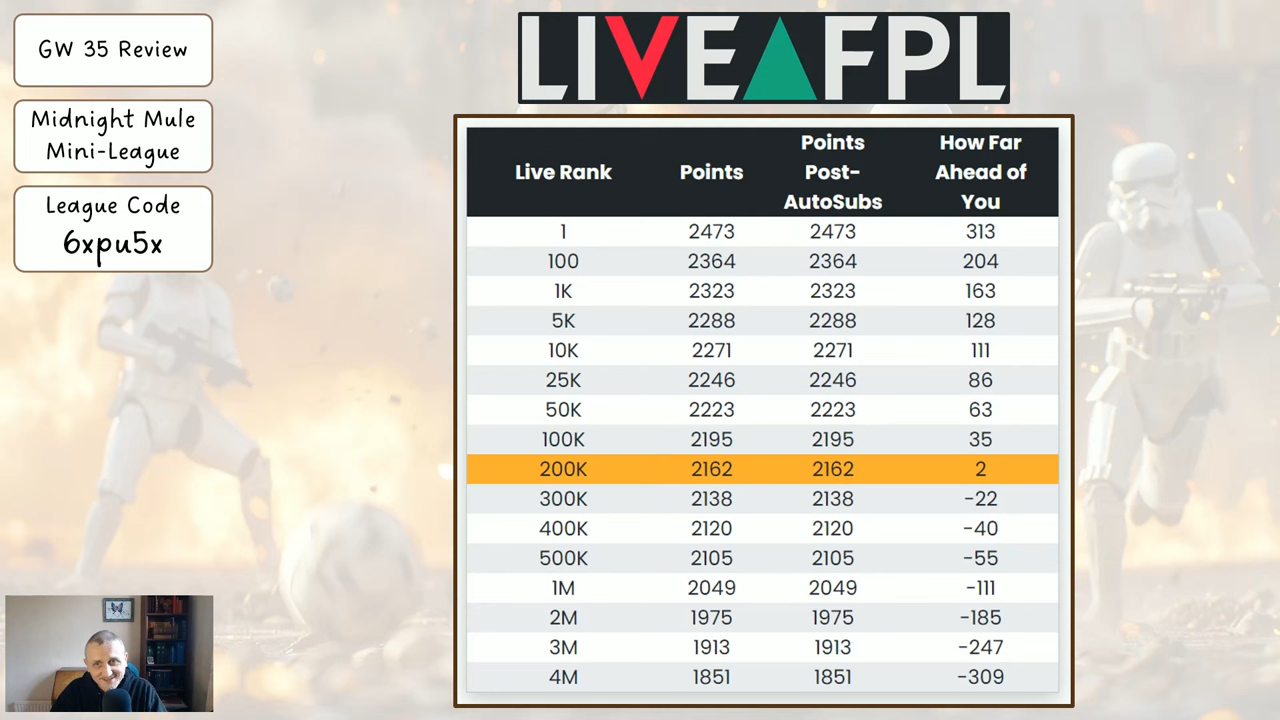 GW 35 Review
Midnight Mule
Mini-League
League Code
6xpu5x
LIVEFPL
Live Rank Points Points Post-AutoSubs How Far Ahead of You
1 2473 2473 313
100 2364 2364 204
1K 2323 2323 163
5K 2288 2288 128
10K 2271 2271 111
25K 2246 2246 86
50K 2223 2223 63
100K 2195 2195 35
200K 2162 2162 2
300K 2138 2138 -22
400K 2120 2120 -40
500K 2105 2105 -55
1M 2049 2049 -111
2M 1975 1975 -185
3M 1913 1913 -247
4M 1851 1851 -309